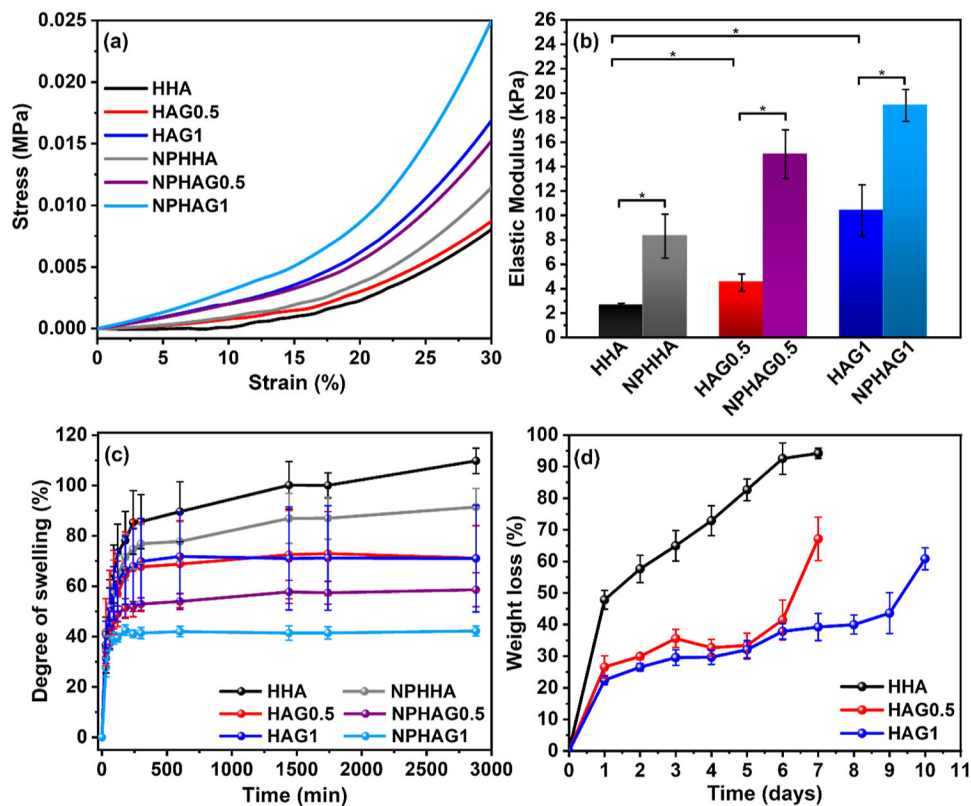 (a)
HHA
HAG0.5
HAG1
NPHHA
NPHAG0.5
NPHAG1
Stress (MPa)
0.025
0.020
0.015
0.010
0.005
0.000
0 5 10 15 20 25 30
Strain (%)
(b)
* * * * *
Elastic Modulus (kPa)
26
24
22
20
18
16
14
12
10
8
6
4
2
0
HHA
NPHHA
HAG0.5
NPHAG0.5
HAG1
NPHAG1
(c)
Degree of swelling (%)
120
100
80
60
40
20
0
HHA NPHHA
HAG0.5 NPHAG0.5
HAG1 NPHAG1
0 500 1000 1500 2000 2500 3000
Time (min)
(d)
Weight loss (%)
100
90
80
70
60
50
40
30
20
10
0
HHA
HAG0.5
HAG1
0 1 2 3 4 5 6 7 8 9 10 11
Time (days)